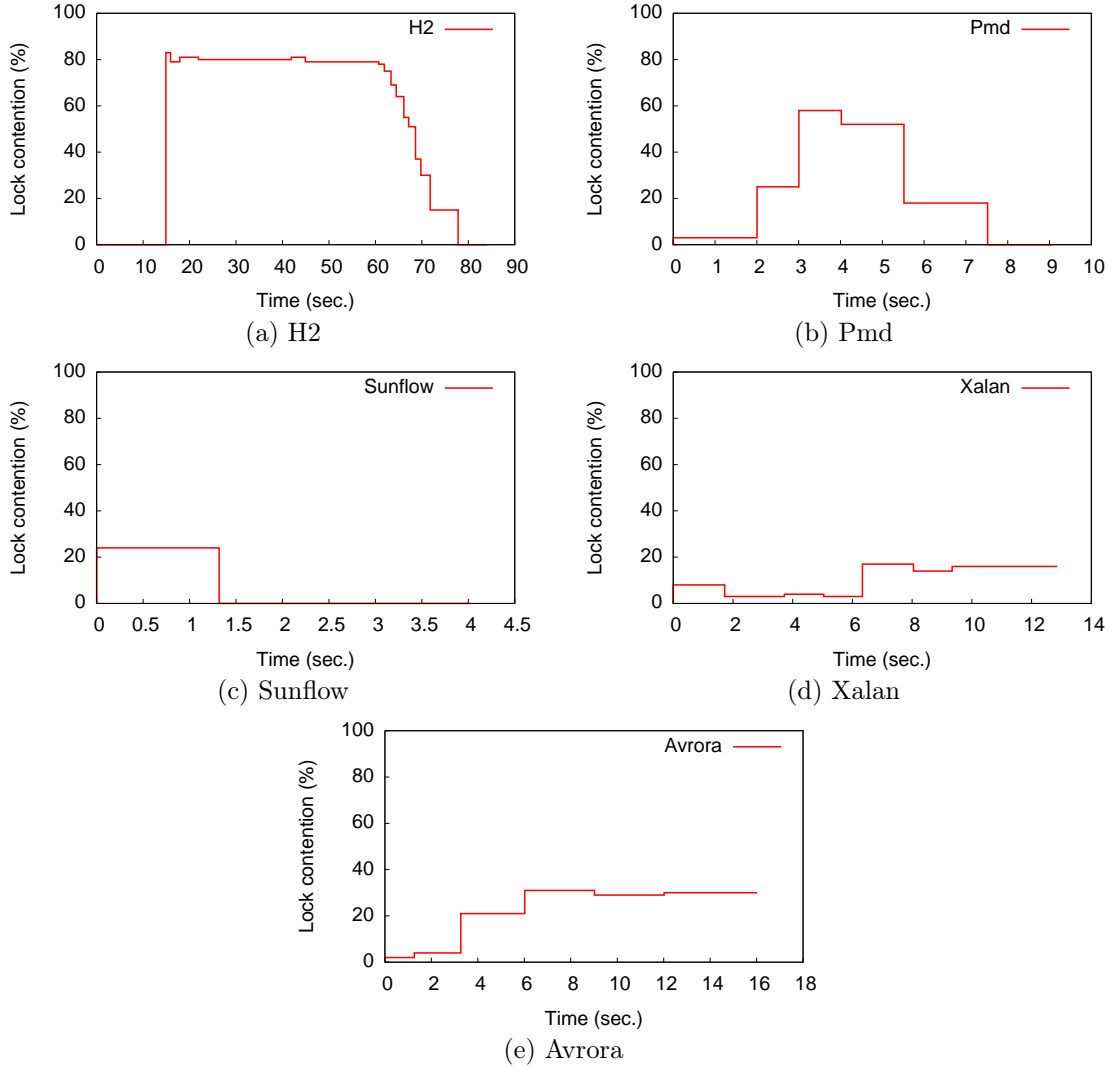 100
80
60
40
20
0
Lock contention (%)
H2
0 10 20 30 40 50 60 70 80 90
Time (sec.)
(a) H2
100
80
60
40
20
0
Lock contention (%)
Pmd
0 1 2 3 4 5 6 7 8 9 10
Time (sec.)
(b) Pmd
100
80
60
40
20
0
Lock contention (%)
Sunflow
0 0.5 1 1.5 2 2.5 3 3.5 4 4.5
Time (sec.)
(c) Sunflow
100
80
60
40
20
0
Lock contention (%)
Xalan
0 2 4 6 8 10 12 14
Time (sec.)
(d) Xalan
100
80
60
40
20
0
Lock contention (%)
Avrora
0 2 4 6 8 10 12 14 16 18
Time (sec.)
(e) Avrora